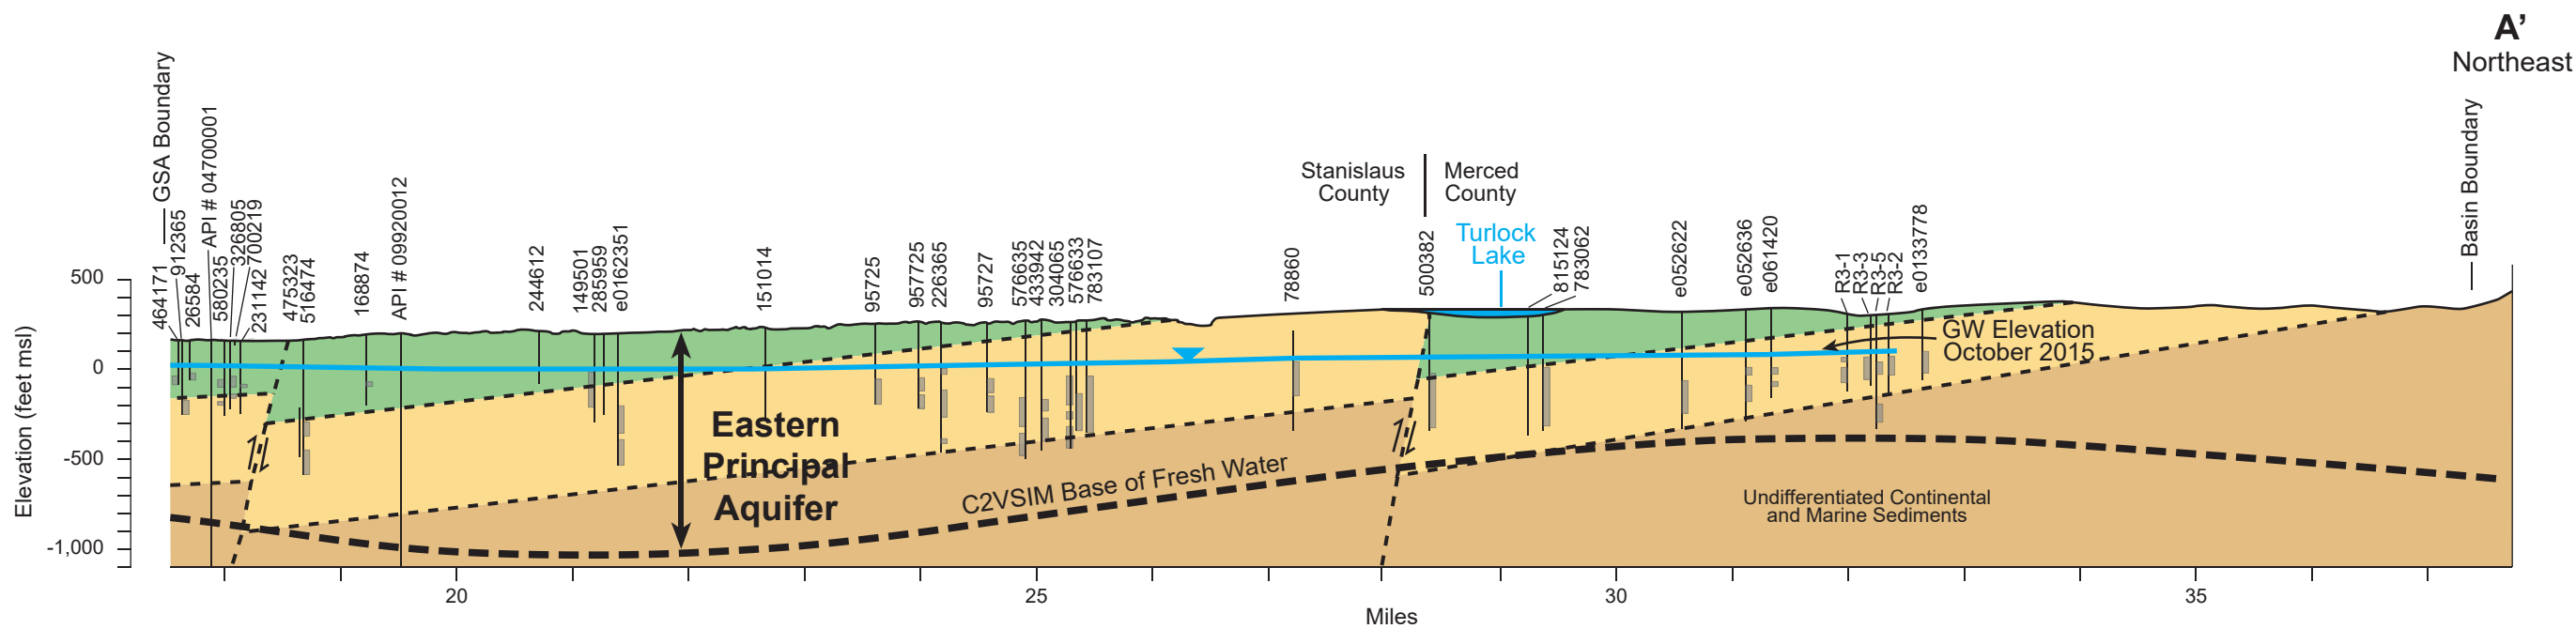 A’
Northeast
GSA Boundary
Basin Boundary
464171
912365
26584
API # 04700001
580235
326805
700219
231142
475323
516474
168874
API # 09920012
244612
149501
285959
e0162351
151014
95725
957725
226365
95727
576635
433942
304065
576633
783107
78860
Stanislaus
County
Merced
County
500382
Turlock
Lake
815124
783062
e052622
e052636
e061420
R3-1
R3-3
R3-5
R3-2
e0133778
GW Elevation
October 2015
Elevation (feet msl)
500
0
-500
-1,000
Eastern
Principal
Aquifer
C2VSIM Base of Fresh Water
Undifferentiated Continental
and Marine Sediments
20
25
30
35
Miles